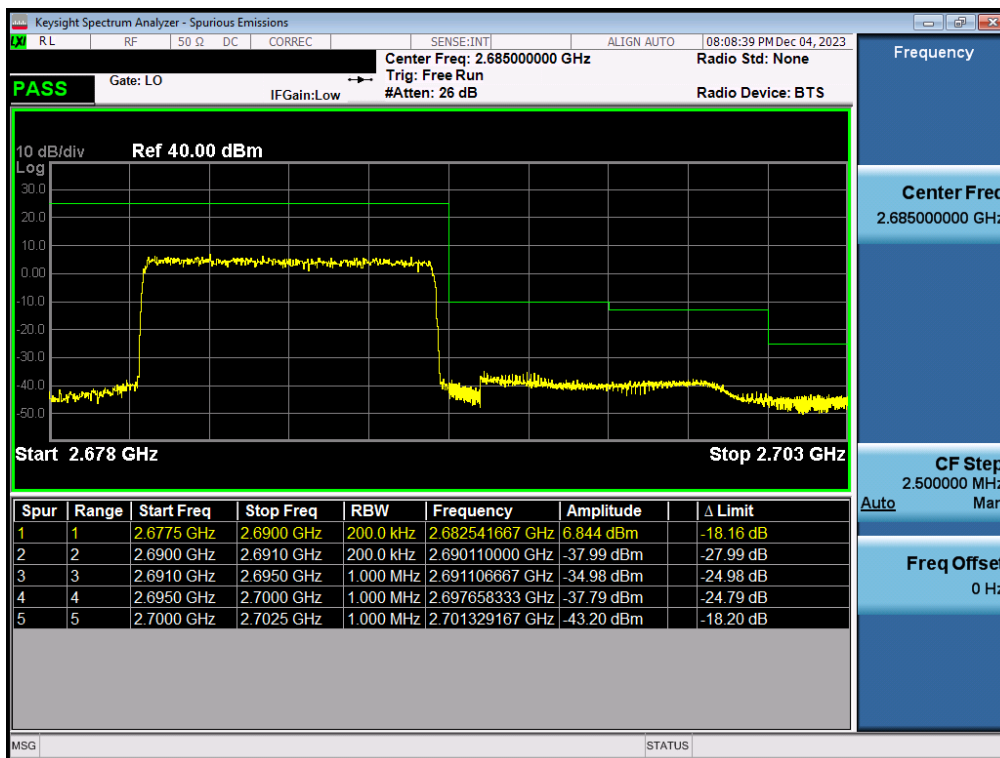 Keysight Spectrum Analyzer - Spurious Emissions
LXI RL RF 50 Ω DC CORREC SENSE:INT ALIGN AUTO 08:08:39 PM Dec 04, 2023
Center Freq: 2.685000000 GHz Radio Std: None
Gate: LO Trig: Free Run
PASS IFGain:Low #Atten: 26 dB Radio Device: BTS
10 dB/div Ref 40.00 dBm
Log
30.0
20.0
10.0
0.00
-10.0
-20.0
-30.0
-40.0
-50.0
Start 2.678 GHz Stop 2.703 GHz
Spur Range Start Freq Stop Freq RBW Frequency Amplitude Δ Limit
1 1 2.6775 GHz 2.6900 GHz 200.0 kHz 2.682541667 GHz 6.844 dBm -18.16 dB
2 2 2.6900 GHz 2.6910 GHz 200.0 kHz 2.690110000 GHz -37.99 dBm -27.99 dB
3 3 2.6910 GHz 2.6950 GHz 1.000 MHz 2.691106667 GHz -34.98 dBm -24.98 dB
4 4 2.6950 GHz 2.7000 GHz 1.000 MHz 2.697658333 GHz -37.79 dBm -24.79 dB
5 5 2.7000 GHz 2.7025 GHz 1.000 MHz 2.701329167 GHz -43.20 dBm -18.20 dB
MSG STATUS
Frequency
Center Freq
2.685000000 GHz
CF Step
2.500000 MHz
Auto Man
Freq Offset
0 Hz